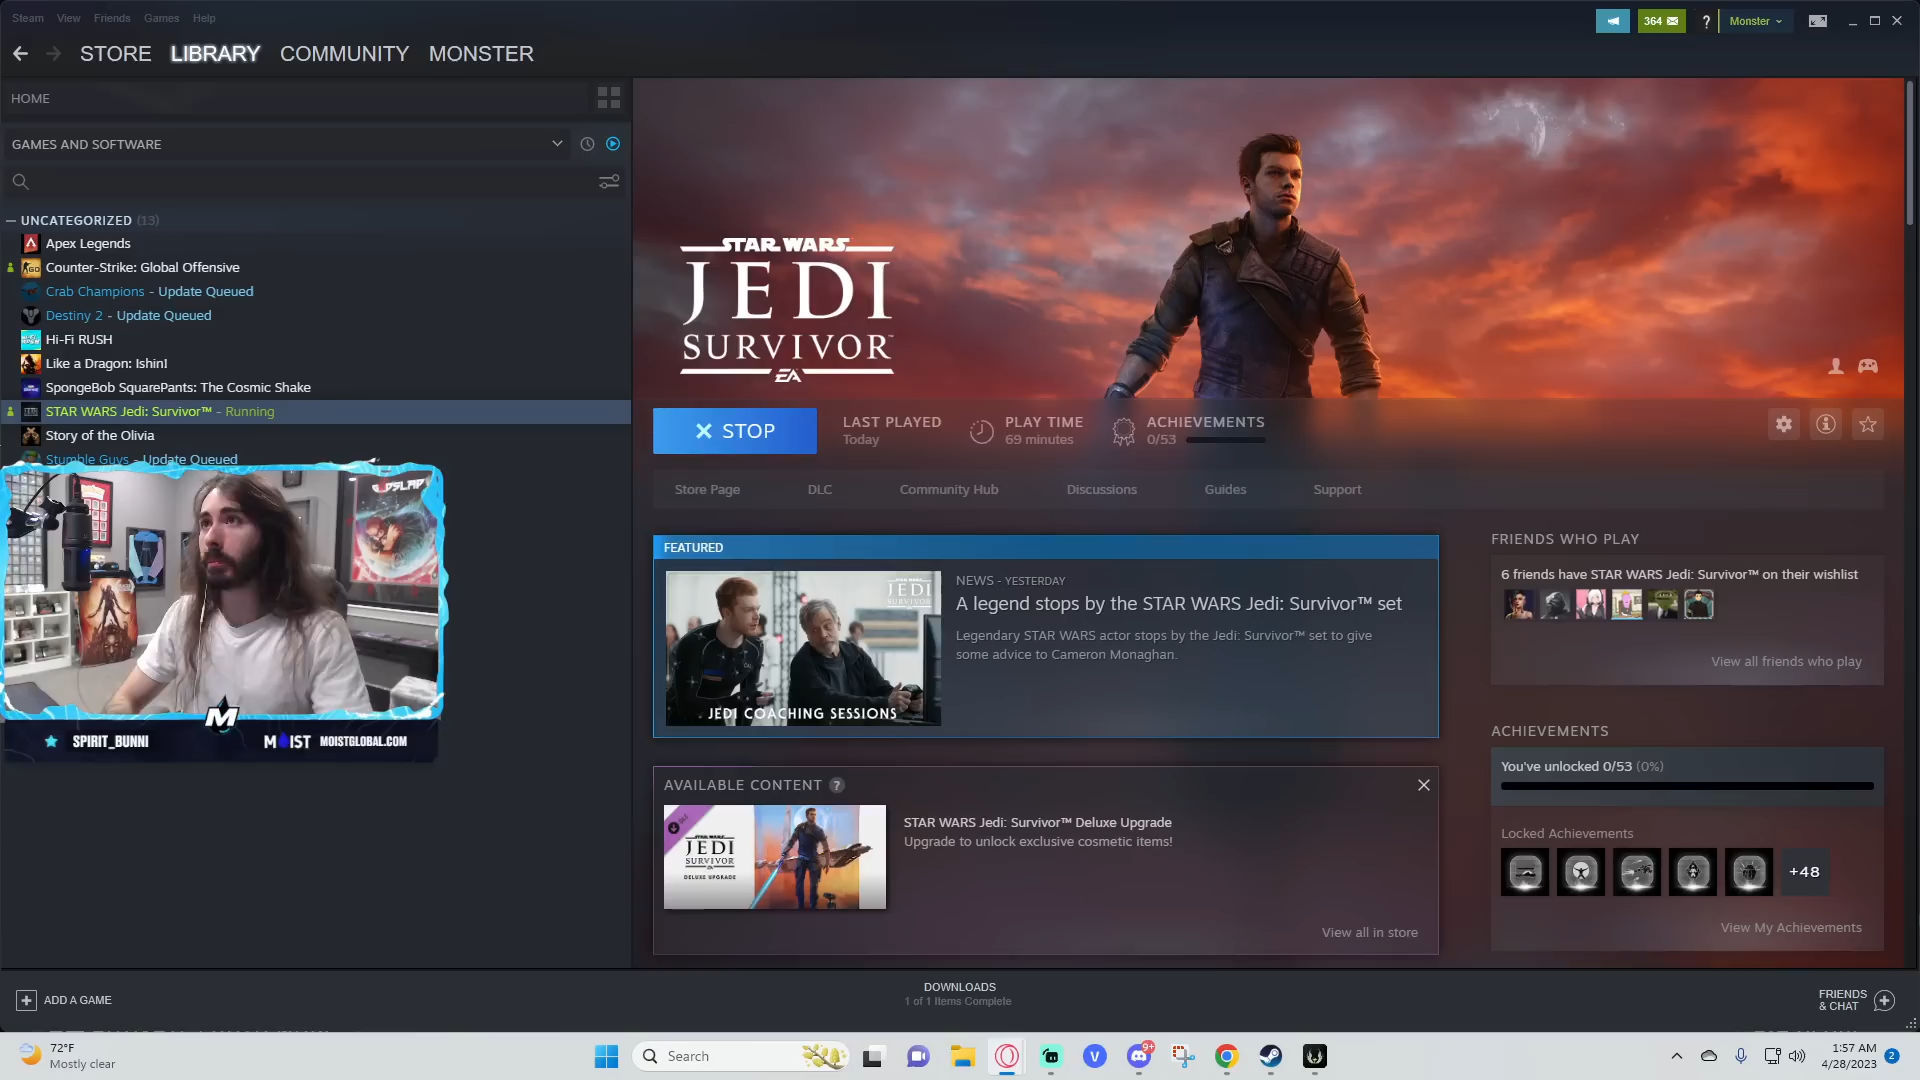 Steam View Friends Games Help
364
?
Monster
STORE LIBRARY COMMUNITY MONSTER
HOME
GAMES AND SOFTWARE
UNCATEGORIZED (13)
Apex Legends
Counter-Strike: Global Offensive
Crab Champions - Update Queued
Destiny 2 - Update Queued
Hi-Fi RUSH
Like a Dragon: Ishin!
SpongeBob SquarePants: The Cosmic Shake
STAR WARS Jedi: Survivor™ - Running
Story of the Olivia
Stumble Guys - Update Queued
GODSLAP
M
SPIRIT_BUNNI
MOIST MOISTGLOBAL.COM
STAR WARS
JEDI
SURVIVOR
EA
STOP
LAST PLAYED
Today
PLAY TIME
69 minutes
ACHIEVEMENTS
0/53
Store Page DLC Community Hub Discussions Guides Support
FEATURED
STAR WARS
JEDI
SURVIVOR
JEDI COACHING SESSIONS
NEWS - YESTERDAY
A legend stops by the STAR WARS Jedi: Survivor™ set
Legendary STAR WARS actor stops by the Jedi: Survivor™ set to give
some advice to Cameron Monaghan.
AVAILABLE CONTENT ?
STAR WARS
JEDI
SURVIVOR
DELUXE UPGRADE
STAR WARS Jedi: Survivor™ Deluxe Upgrade
Upgrade to unlock exclusive cosmetic items!
View all in store
FRIENDS WHO PLAY
6 friends have STAR WARS Jedi: Survivor™ on their wishlist
View all friends who play
ACHIEVEMENTS
You've unlocked 0/53 (0%)
Locked Achievements
+48
View My Achievements
ADD A GAME
DOWNLOADS
1 of 1 Items Complete
FRIENDS
& CHAT
72°F
Mostly clear
Search
V
9+
1:57 AM
4/28/2023
2